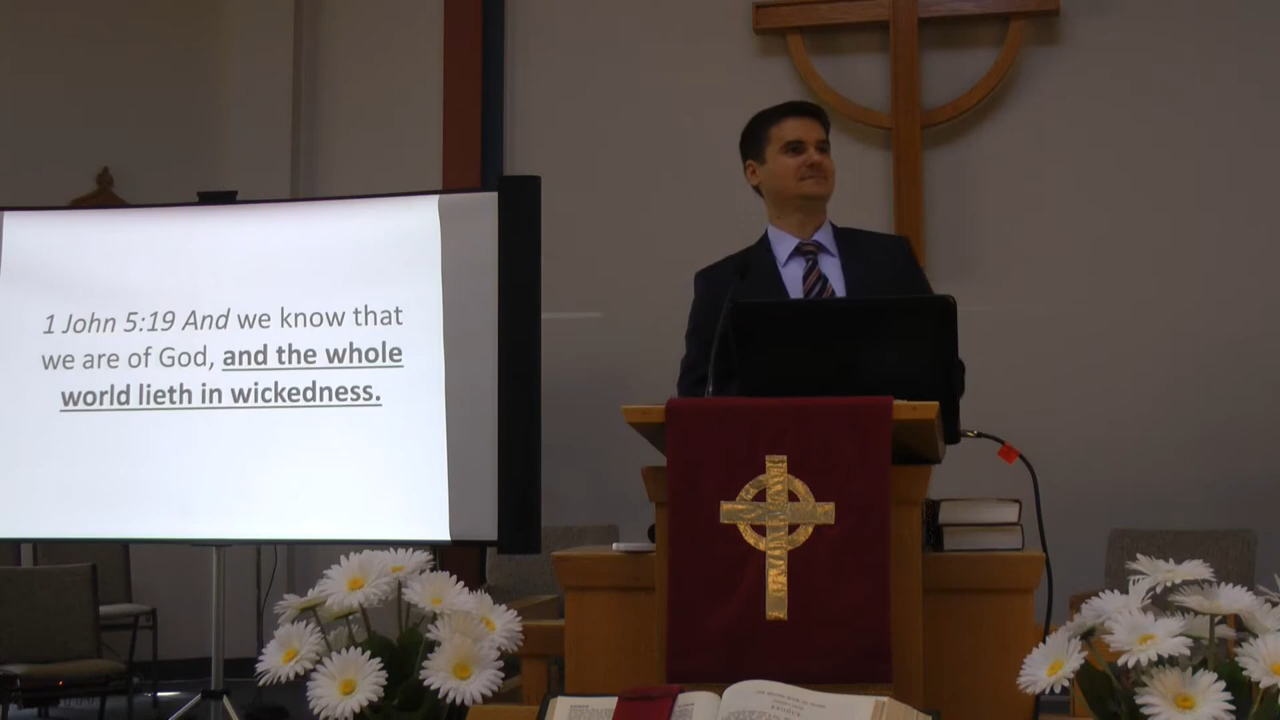 1 John 5:19 And we know that
we are of God, and the whole
world lieth in wickedness.
EXODUS